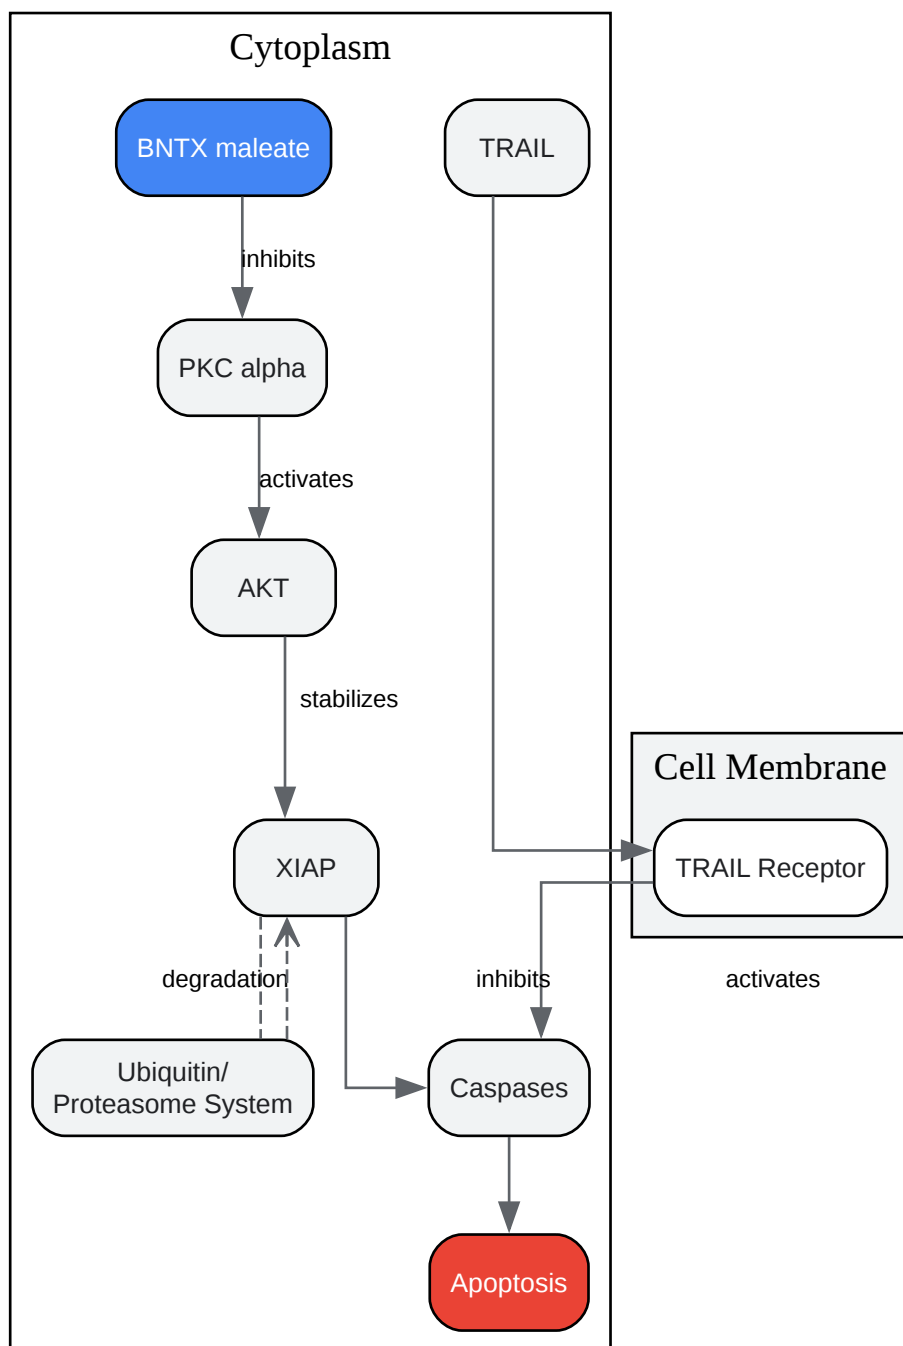 Cytoplasm
BNTX maleate
TRAIL
inhibits
PKC alpha
activates
AKT
stabilizes
Cell Membrane
XIAP
TRAIL Receptor
degradation
inhibits
activates
Ubiquitin/
Proteasome System
Caspases
Apoptosis